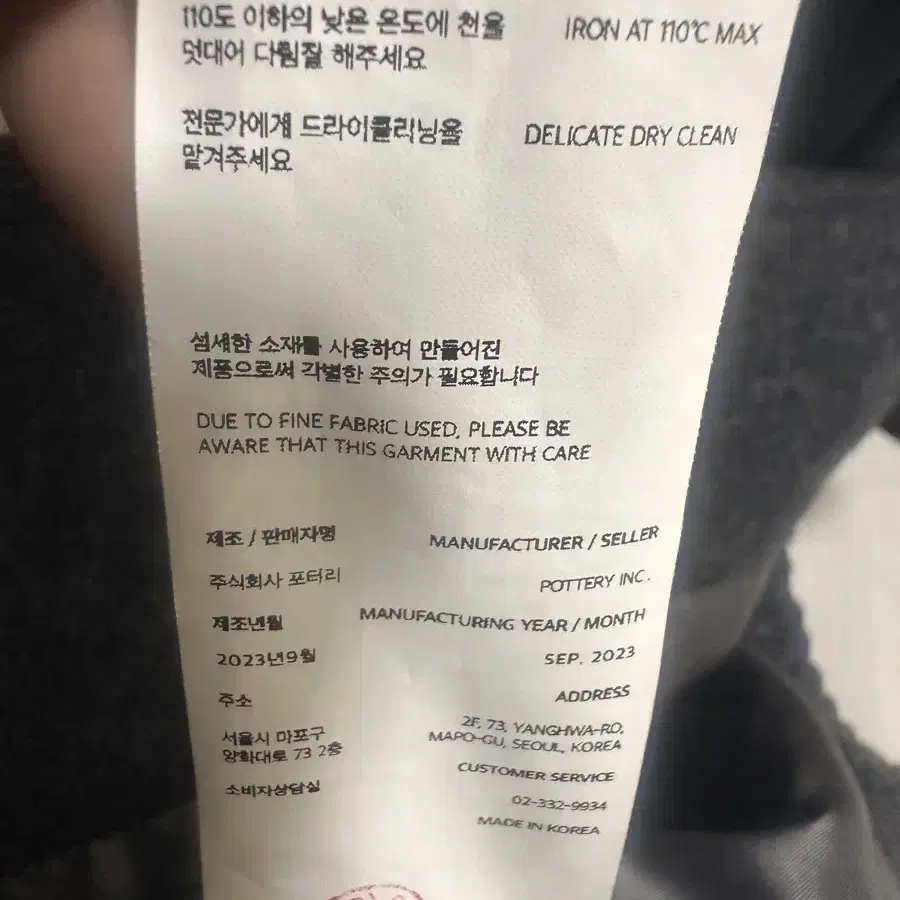 110도 이하의 낮은 온도에 천을
덧대어 다림질 해주세요
IRON AT 110℃ MAX
전문가에게 드라이클리닝을
맡겨주세요
DELICATE DRY CLEAN
섬세한 소재를 사용하여 만들어진
제품으로써 각별한 주의가 필요합니다
DUE TO FINE FABRIC USED, PLEASE BE
AWARE THAT THIS GARMENT WITH CARE
제조 / 판매자명
MANUFACTURER / SELLER
주식회사 포터리
POTTERY INC.
제조년월
MANUFACTURING YEAR / MONTH
2023년9월
SEP. 2023
주소
ADDRESS
서울시 마포구
양화대로 73 2층
2F, 73, YANGHWA-RO,
MAPO-GU, SEOUL, KOREA
소비자상담실
CUSTOMER SERVICE
02-332-9934
MADE IN KOREA